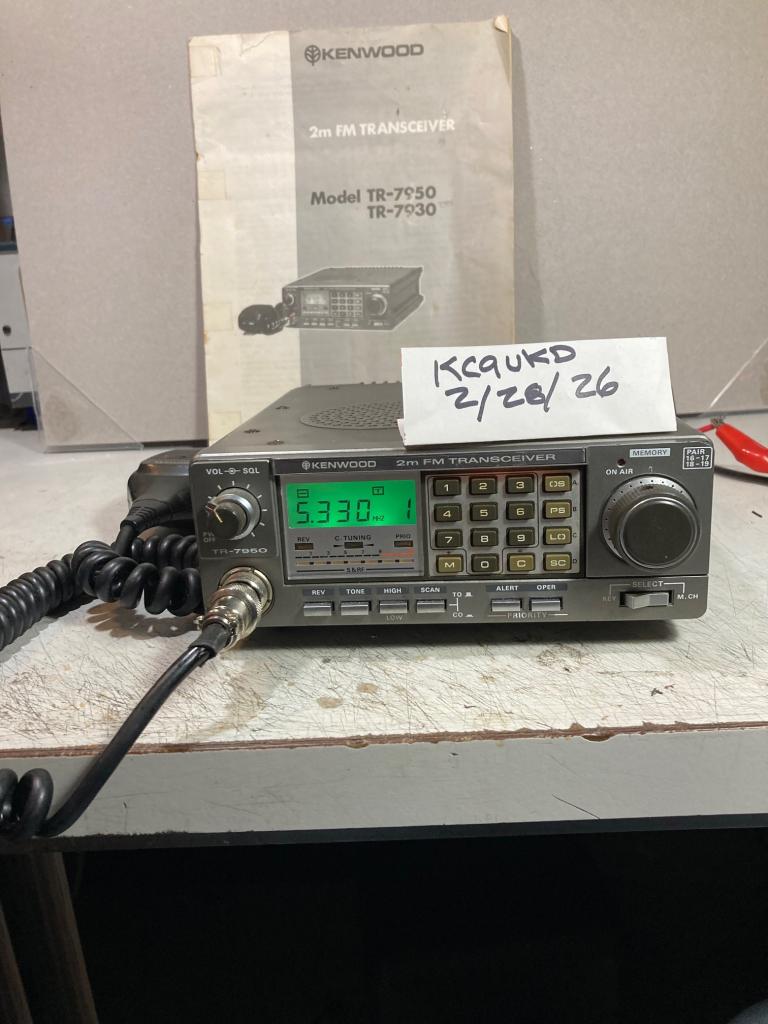 KENWOOD
2m FM TRANSCEIVER
Model TR-7950
TR-7930
KC9UKD
2/28/26
KENWOOD 2m FM TRANSCEIVER
MEMORY
PAIR
16-17
18-19
ON AIR
VOL SQL
OFF
TR-7950
5.330 MHZ 1
REV C.TUNING PRIO
S&RF
1 2 3 OS A
4 5 6 PS B
7 8 9 LO C
M 0 C SC D
REV TONE HIGH SCAN TO
LOW CO
ALERT OPER
PRIORITY
SELECT
KEY M.CH